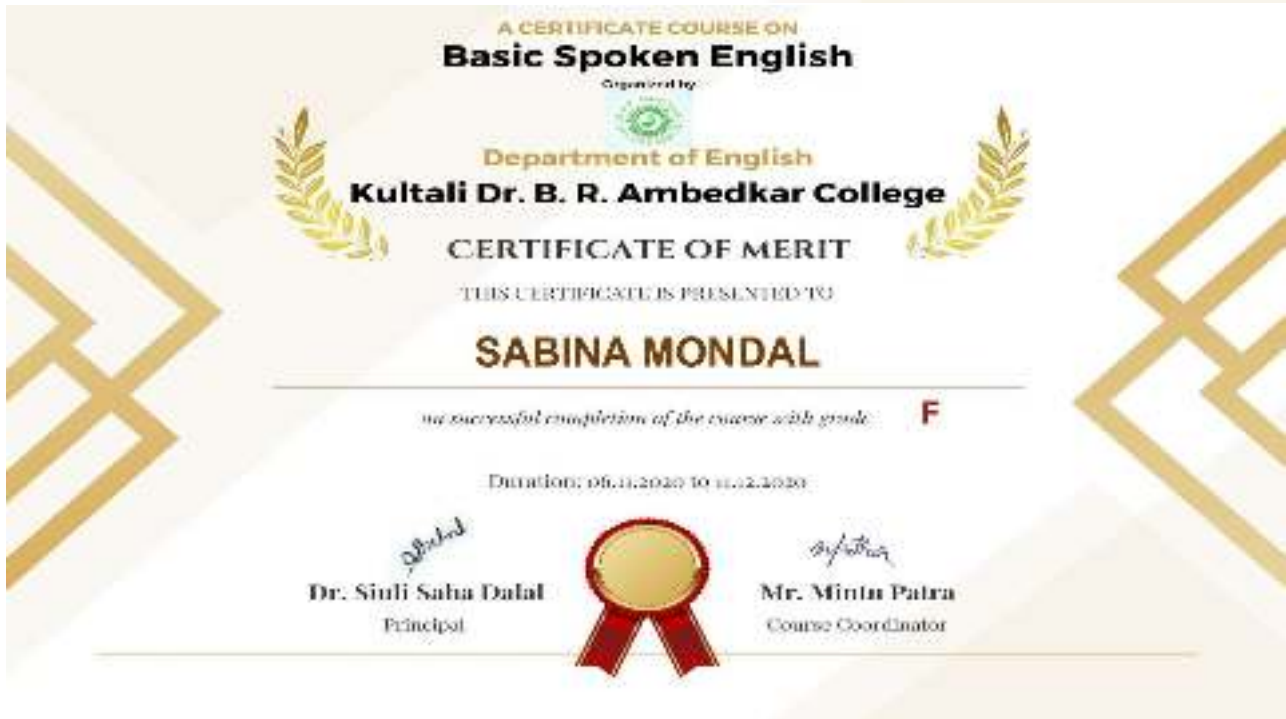 A CERTIFICATE COURSE ON
Basic Spoken English
Organized by
Department of English
Kultali Dr. B. R. Ambedkar College
CERTIFICATE OF MERIT
THIS CERTIFICATE IS PRESENTED TO
SABINA MONDAL
on successful completion of the course with grade F
Duration: 06.11.2020 to 11.12.2020
Dr. Siuli Saha Dalal Mr. Mintu Patra
Principal Course Coordinator